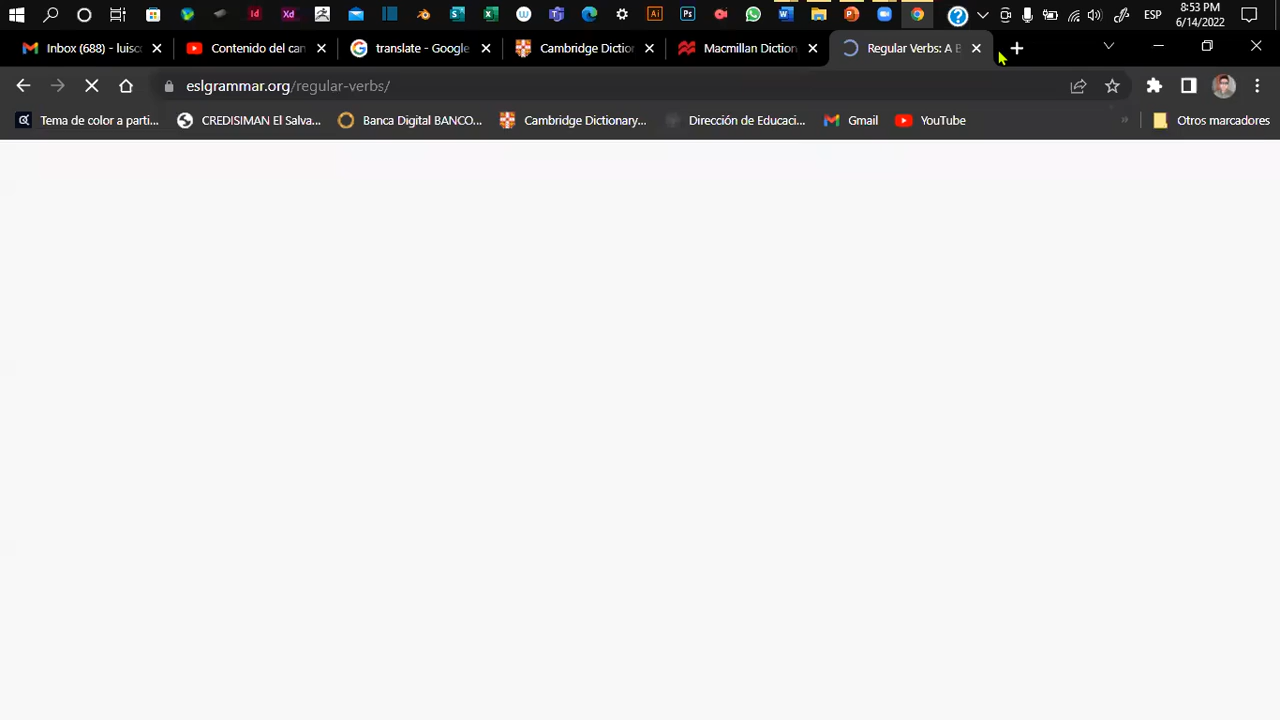 8:53 PM
ESP
6/14/2022
Inbox (688) - luisc
Contenido del can
translate - Google
Cambridge Dictio
Macmillan Diction
Regular Verbs: A B
eslgrammar.org/regular-verbs/
Tema de color a parti...
CREDISIMAN El Salva...
Banca Digital BANCO...
Cambridge Dictionary...
Dirección de Educaci...
Gmail
YouTube
»
Otros marcadores